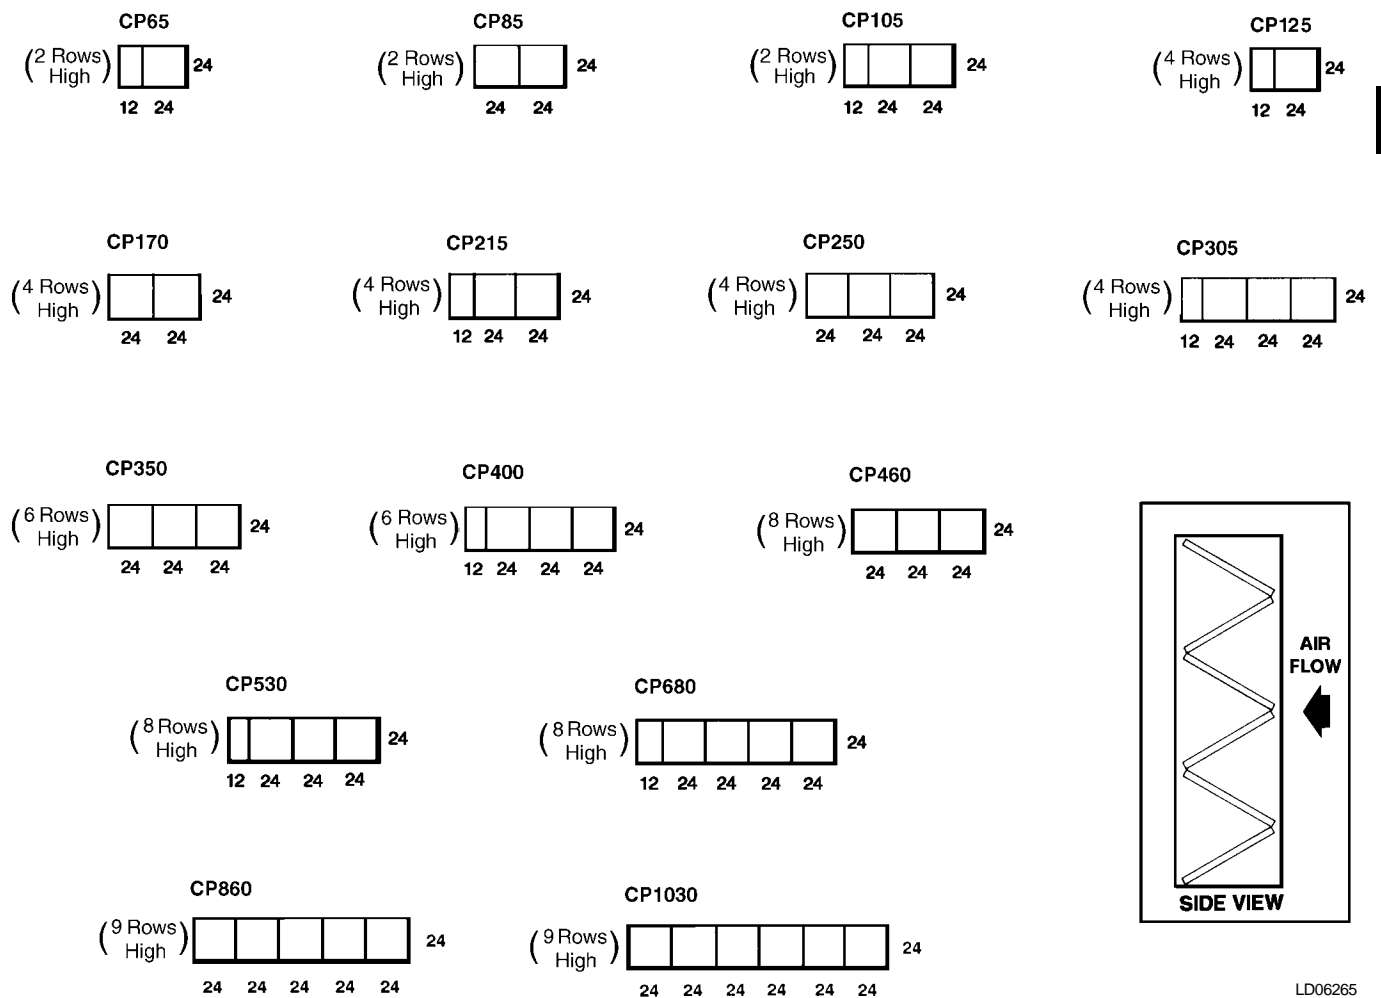 CP65
(2 Rows High)
24
12 24
CP85
(2 Rows High)
24
24 24
CP105
(2 Rows High)
24
12 24 24
CP125
(4 Rows High)
24
12 24
CP170
(4 Rows High)
24
24 24
CP215
(4 Rows High)
24
12 24 24
CP250
(4 Rows High)
24
24 24 24
CP305
(4 Rows High)
24
12 24 24 24
CP350
(6 Rows High)
24
24 24 24
CP400
(6 Rows High)
24
12 24 24 24
CP460
(8 Rows High)
24
24 24 24
CP530
(8 Rows High)
24
12 24 24 24
CP680
(8 Rows High)
24
12 24 24 24 24
CP860
(9 Rows High)
24
24 24 24 24 24
CP1030
(9 Rows High)
24
24 24 24 24 24 24
AIR
FLOW
SIDE VIEW
LD06265